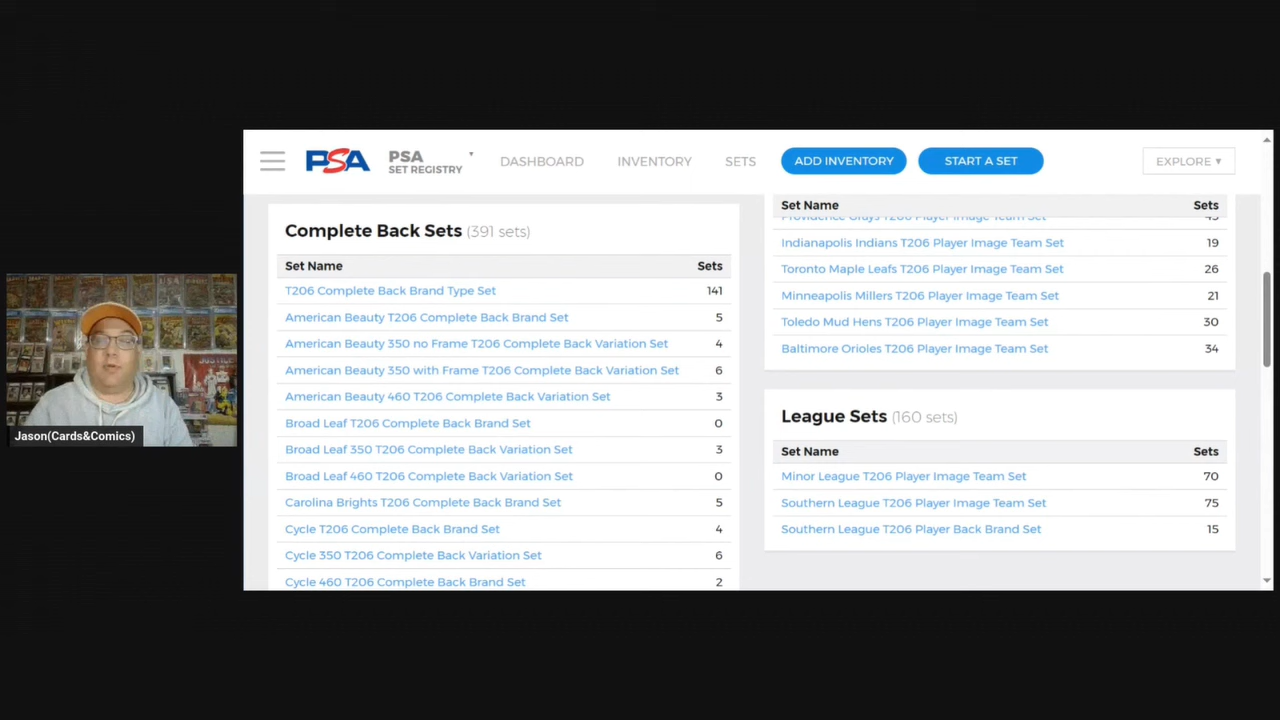 PSA
PSA
SET REGISTRY
DASHBOARD
INVENTORY
SETS
ADD INVENTORY
START A SET
EXPLORE ▾
Complete Back Sets (391 sets)
Set Name Sets
T206 Complete Back Brand Type Set 141
American Beauty T206 Complete Back Brand Set 5
American Beauty 350 no Frame T206 Complete Back Variation Set 4
American Beauty 350 with Frame T206 Complete Back Variation Set 6
American Beauty 460 T206 Complete Back Variation Set 3
Broad Leaf T206 Complete Back Brand Set 0
Broad Leaf 350 T206 Complete Back Variation Set 3
Broad Leaf 460 T206 Complete Back Variation Set 0
Carolina Brights T206 Complete Back Brand Set 5
Cycle T206 Complete Back Brand Set 4
Cycle 350 T206 Complete Back Variation Set 6
Cycle 460 T206 Complete Back Brand Set 2
Set Name Sets
Providence Grays T206 Player Image Team Set
Indianapolis Indians T206 Player Image Team Set 19
Toronto Maple Leafs T206 Player Image Team Set 26
Minneapolis Millers T206 Player Image Team Set 21
Toledo Mud Hens T206 Player Image Team Set 30
Baltimore Orioles T206 Player Image Team Set 34
League Sets (160 sets)
Set Name Sets
Minor League T206 Player Image Team Set 70
Southern League T206 Player Image Team Set 75
Southern League T206 Player Back Brand Set 15
Jason(Cards&Comics)